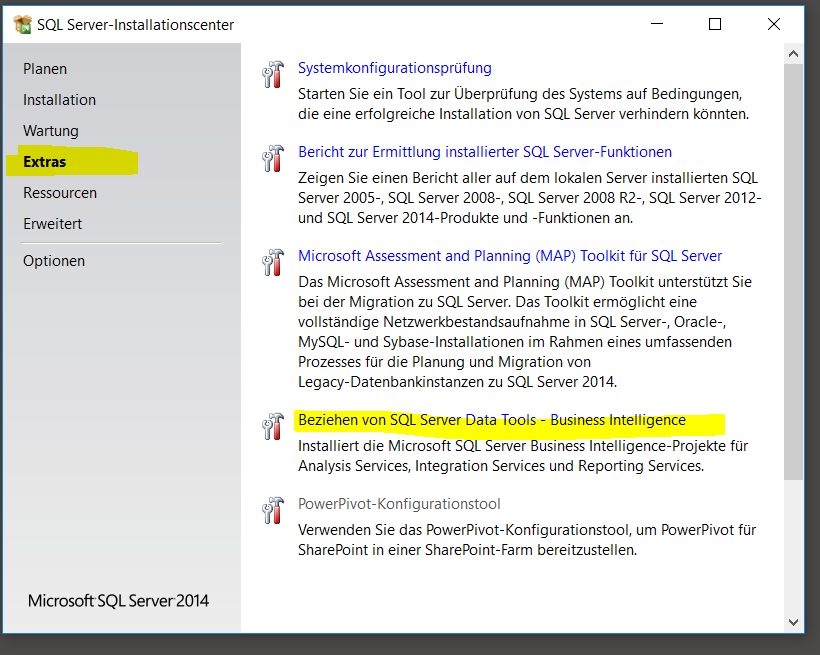 SQL Server-Installationscenter
Planen
Installation
Wartung
Extras
Ressourcen
Erweitert
Optionen
Microsoft SQL Server 2014
Systemkonfigurationsprüfung
Starten Sie ein Tool zur Überprüfung des Systems auf Bedingungen,
die eine erfolgreiche Installation von SQL Server verhindern könnten.
Bericht zur Ermittlung installierter SQL Server-Funktionen
Zeigen Sie einen Bericht aller auf dem lokalen Server installierten SQL
Server 2005-, SQL Server 2008-, SQL Server 2008 R2-, SQL Server 2012-
und SQL Server 2014-Produkte und -Funktionen an.
Microsoft Assessment and Planning (MAP) Toolkit für SQL Server
Das Microsoft Assessment and Planning (MAP) Toolkit unterstützt Sie
bei der Migration zu SQL Server. Das Toolkit ermöglicht eine
vollständige Netzwerkbestandsaufnahme in SQL Server-, Oracle-,
MySQL- und Sybase-Installationen im Rahmen eines umfassenden
Prozesses für die Planung und Migration von
Legacy-Datenbankinstanzen zu SQL Server 2014.
Beziehen von SQL Server Data Tools - Business Intelligence
Installiert die Microsoft SQL Server Business Intelligence-Projekte für
Analysis Services, Integration Services und Reporting Services.
PowerPivot-Konfigurationstool
Verwenden Sie das PowerPivot-Konfigurationstool, um PowerPivot für
SharePoint in einer SharePoint-Farm bereitzustellen.